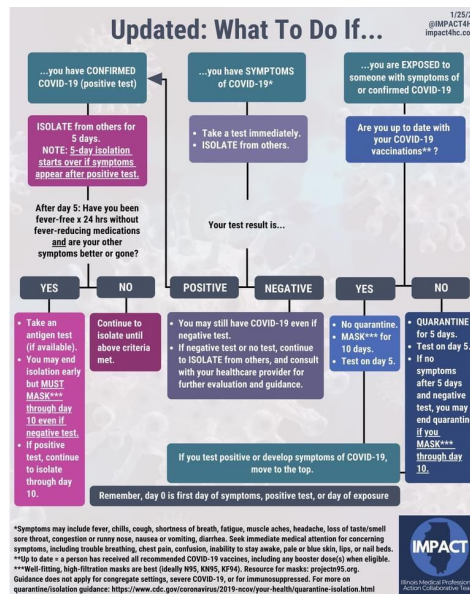 Updated: What To Do If...
1/25/2
@IMPACT4H
impact4hc.co
...you have CONFIRMED
COVID-19 (positive test)
...you have SYMPTOMS
of COVID-19*
...you are EXPOSED to
someone with symptoms of
or confirmed COVID-19
ISOLATE from others for
5 days.
NOTE: 5-day isolation
starts over if symptoms
appear after positive test.
• Take a test immediately.
• ISOLATE from others.
Are you up to date with
your COVID-19
vaccinations** ?
After day 5: Have you been
fever-free x 24 hrs without
fever-reducing medications
and are your other
symptoms better or gone?
Your test result is...
YES
NO
POSITIVE
NEGATIVE
YES
NO
• Take an
antigen test
(if available).
• You may end
isolation early
but MUST
MASK***
through day
10 even if
negative test.
• If positive
test, continue
to isolate
through day
10.
Continue to
isolate until
above criteria
met.
• You may still have COVID-19 even if
negative test.
• If negative test or no test, continue
to ISOLATE from others, and consult
with your healthcare provider for
further evaluation and guidance.
• No quarantine.
• MASK*** for
10 days.
• Test on day 5.
• QUARANTINE
for 5 days.
• Test on day 5.
• If no
symptoms
after 5 days
and negative
test, you may
end quarantin
if you
MASK***
through day
10.
If you test positive or develop symptoms of COVID-19,
move to the top.
Remember, day 0 is first day of symptoms, positive test, or day of exposure
*Symptoms may include fever, chills, cough, shortness of breath, fatigue, muscle aches, headache, loss of taste/smell
sore throat, congestion or runny nose, nausea or vomiting, diarrhea. Seek immediate medical attention for concerning
symptoms, including trouble breathing, chest pain, confusion, inability to stay awake, pale or blue skin, lips, or nail beds.
**Up to date = a person has received all recommended COVID-19 vaccines, including any booster dose(s) when eligible.
***Well-fitting, high-filtration masks are best (ideally N95, KN95, KF94). Resource for masks: projectn95.org.
Guidance does not apply for congregate settings, severe COVID-19, or for immunosuppressed. For more on
quarantine/isolation guidance: https://www.cdc.gov/coronavirus/2019-ncov/your-health/quarantine-isolation.html
IMPACT
Illinois Medical Profession
Action Collaborative Tea